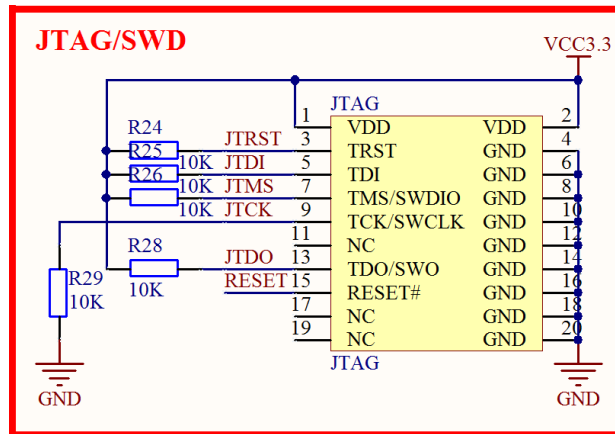 JTAG/SWD
VCC3.3
JTAG
1 VDD VDD 2
R24 JTRST 3 TRST GND 4
R25 10K JTDI 5 TDI GND 6
R26 10K JTMS 7 TMS/SWDIO GND 8
10K JTCK 9 TCK/SWCLK GND 10
11 NC GND 12
R28 JTDO 13 TDO/SWO GND 14
R29 10K 10K RESET 15 RESET# GND 16
17 NC GND 18
19 NC GND 20
JTAG
GND GND